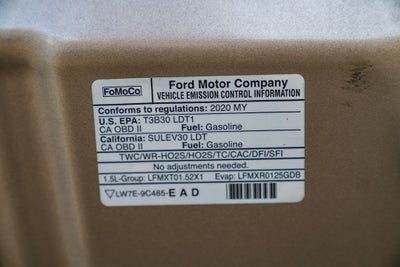 FoMoCo
Ford Motor Company
VEHICLE EMISSION CONTROL INFORMATION
Conforms to regulations: 2020 MY
U.S. EPA: T3B30 LDT1
CA OBD II Fuel: Gasoline
California: SULEV30 LDT
CA OBD II Fuel: Gasoline
TWC/WR-HO2S/HO2S/TC/CAC/DFI/SFI
No adjustments needed.
1.5L-Group: LFMXT01.52X1 Evap: LFMXR0125GDB
LW7E-9C485-EAD